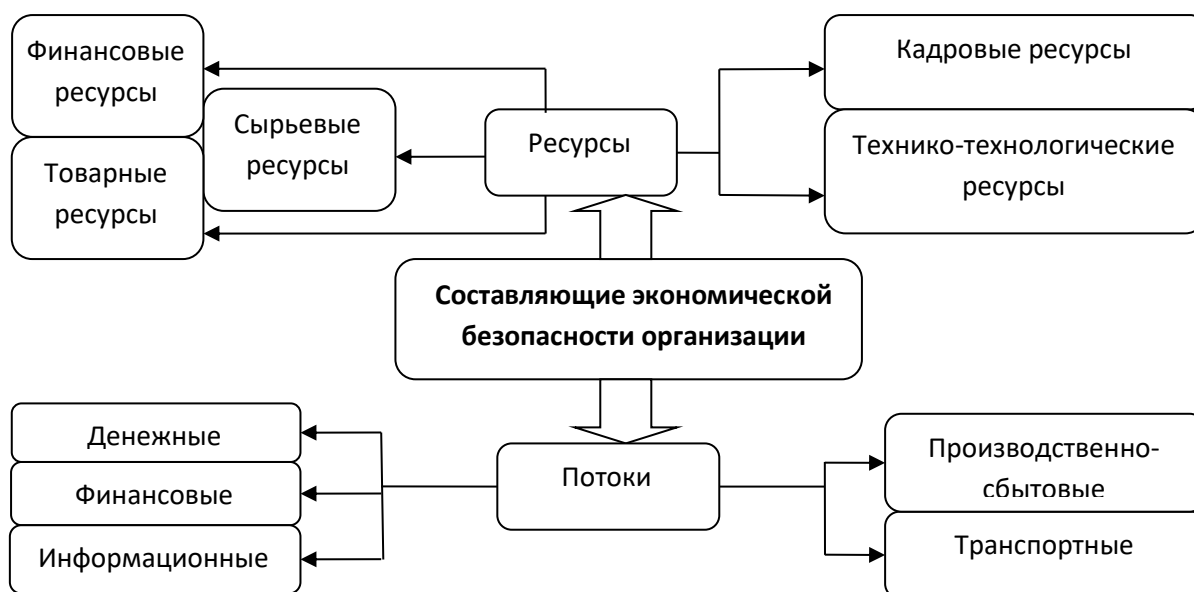 Финансовые
ресурсы
Сырьевые
ресурсы
Товарные
ресурсы
Ресурсы
Кадровые ресурсы
Технико-технологические
ресурсы
Составляющие экономической
безопасности организации
Денежные
Финансовые
Информационные
Потоки
Производственно-
сбытовые
Транспортные